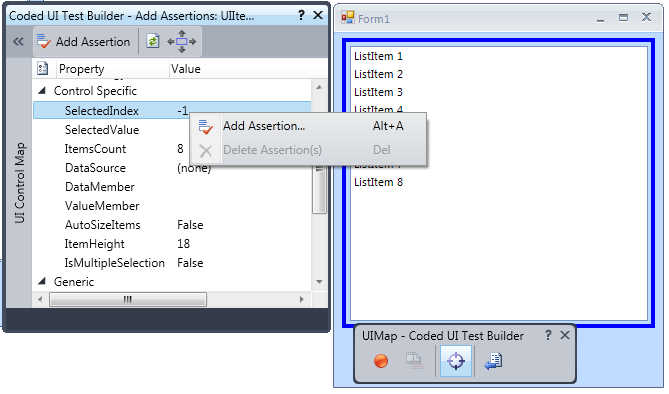 Coded UI Test Builder - Add Assertions: UIIte...
Add Assertion
Property Value
Control Specific
SelectedIndex -1
SelectedValue
ItemsCount 8
DataSource (none)
DataMember
ValueMember
AutoSizeItems False
ItemHeight 18
IsMultipleSelection False
Generic
UI Control Map
Add Assertion... Alt+A
Delete Assertion(s) Del
Form1
ListItem 1
ListItem 2
ListItem 3
ListItem 4
ListItem 8
UIMap - Coded UI Test Builder